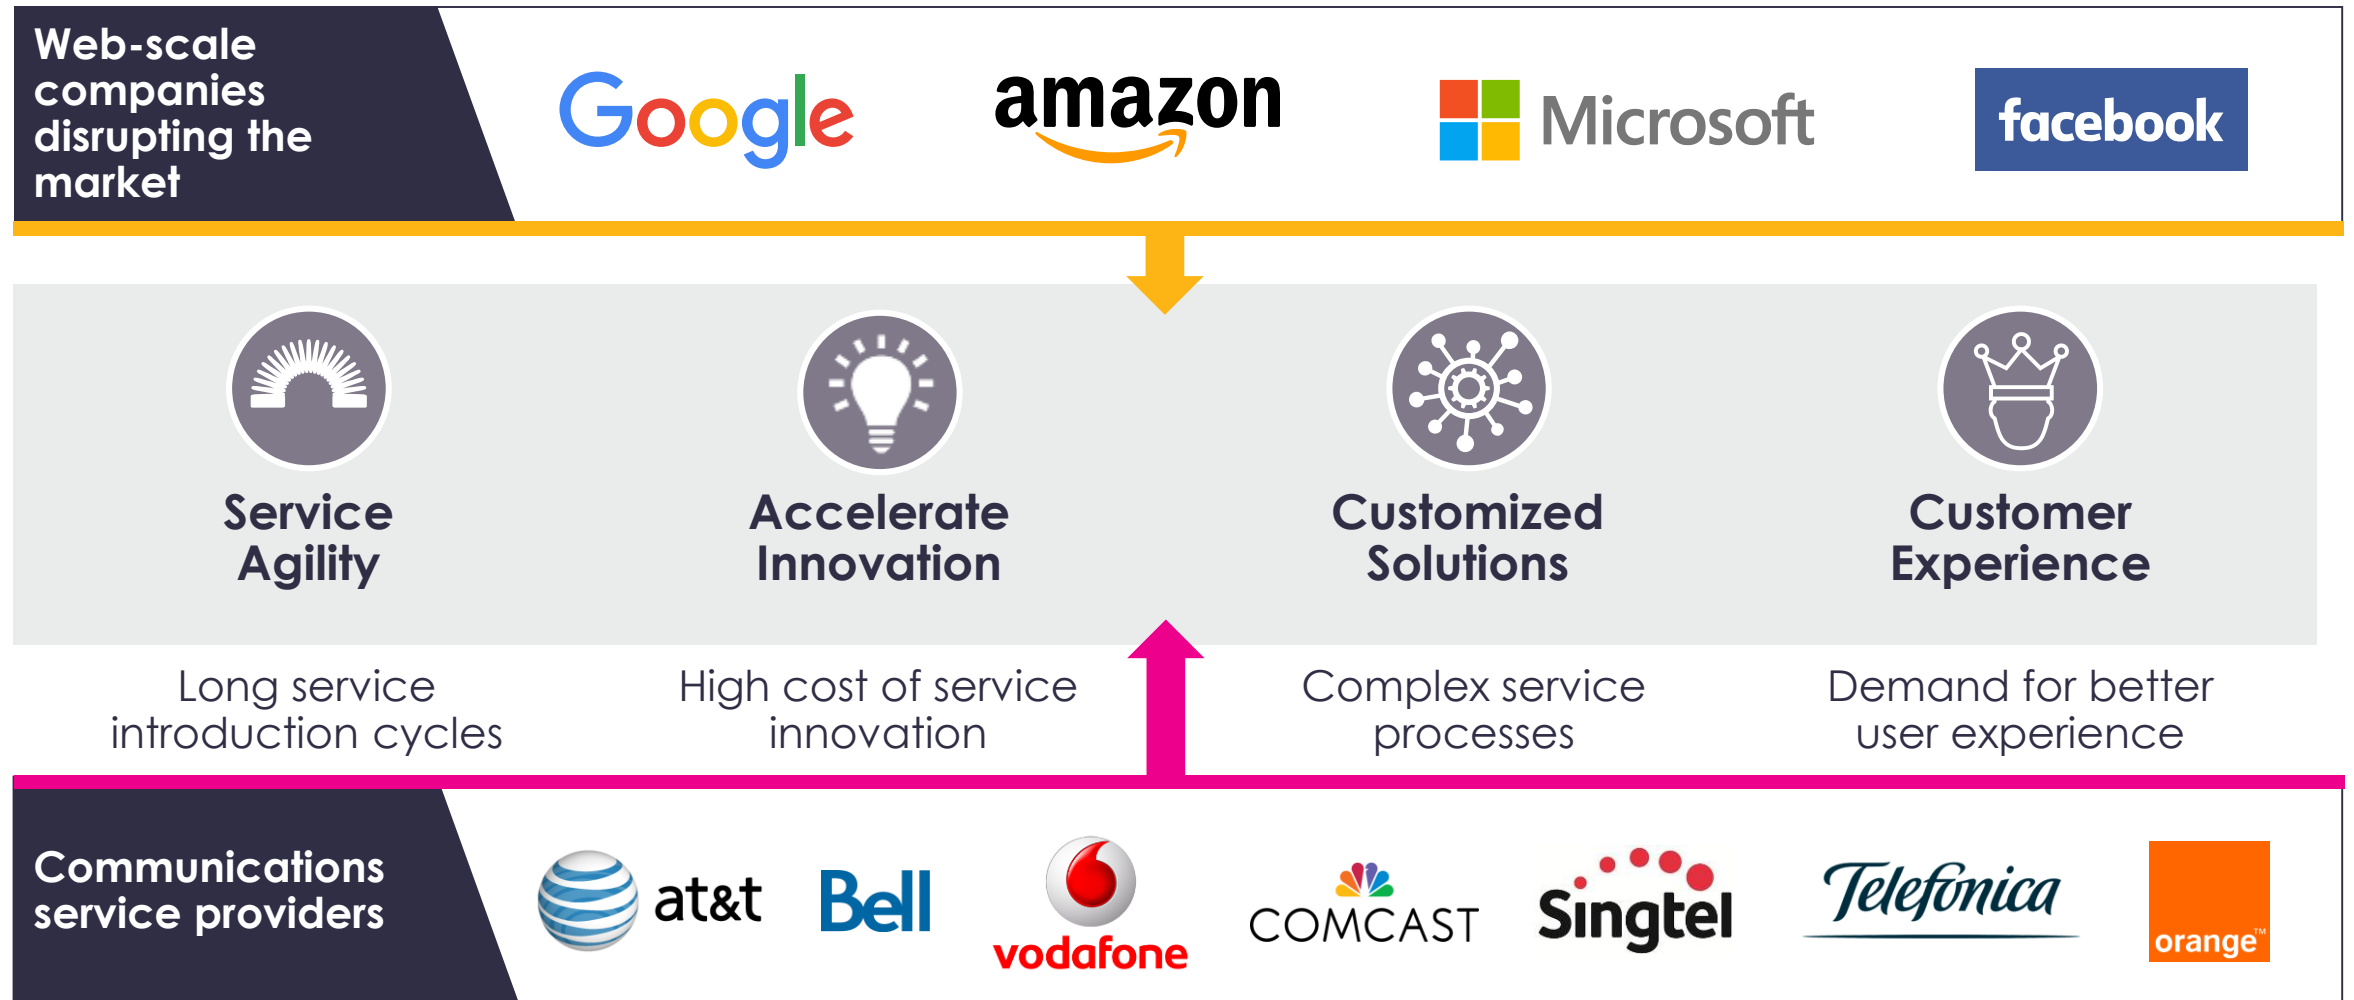 Web-scale
companies
disrupting the
market
Google
amazon
Microsoft
facebook
Service
Agility
Accelerate
Innovation
Customized
Solutions
Customer
Experience
Long service
introduction cycles
High cost of service
innovation
Complex service
processes
Demand for better
user experience
Communications
service providers
at&t
Bell
vodafone
COMCAST
Singtel
Telefónica
orange™